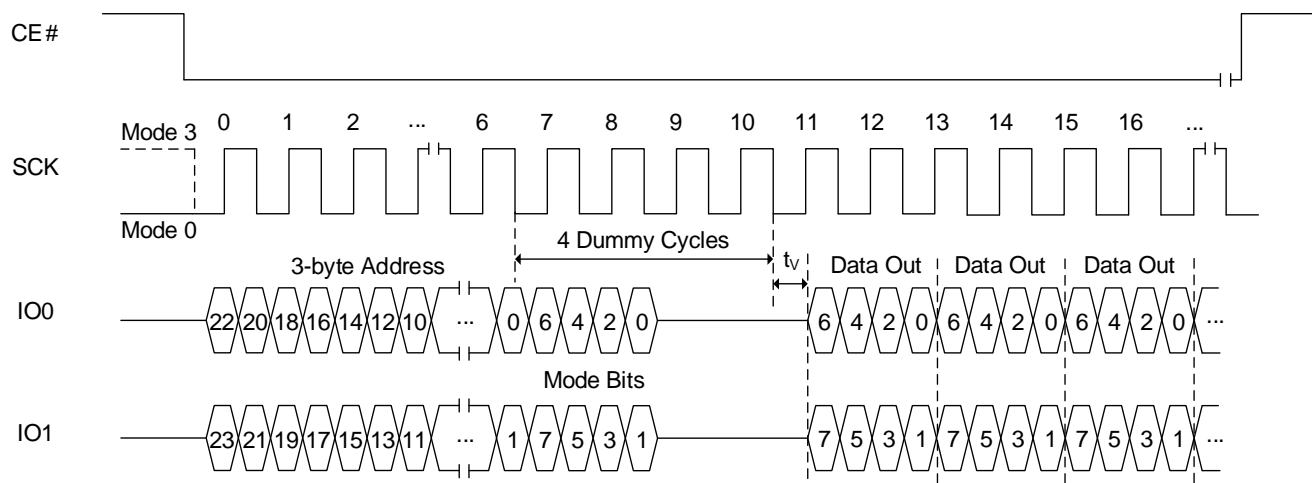 CE#
0 1 2 ... 6 7 8 9 10 11 12 13 14 15 16 ...
Mode 3
SCK
Mode 0
4 Dummy Cycles
tV
3-byte Address
Data Out Data Out Data Out
IO0 22 20 18 16 14 12 10 ... 0 6 4 2 0 6 4 2 0 6 4 2 0 6 4 2 0 ...
Mode Bits
IO1 23 21 19 17 15 13 11 ... 1 7 5 3 1 7 5 3 1 7 5 3 1 7 5 3 1 ...